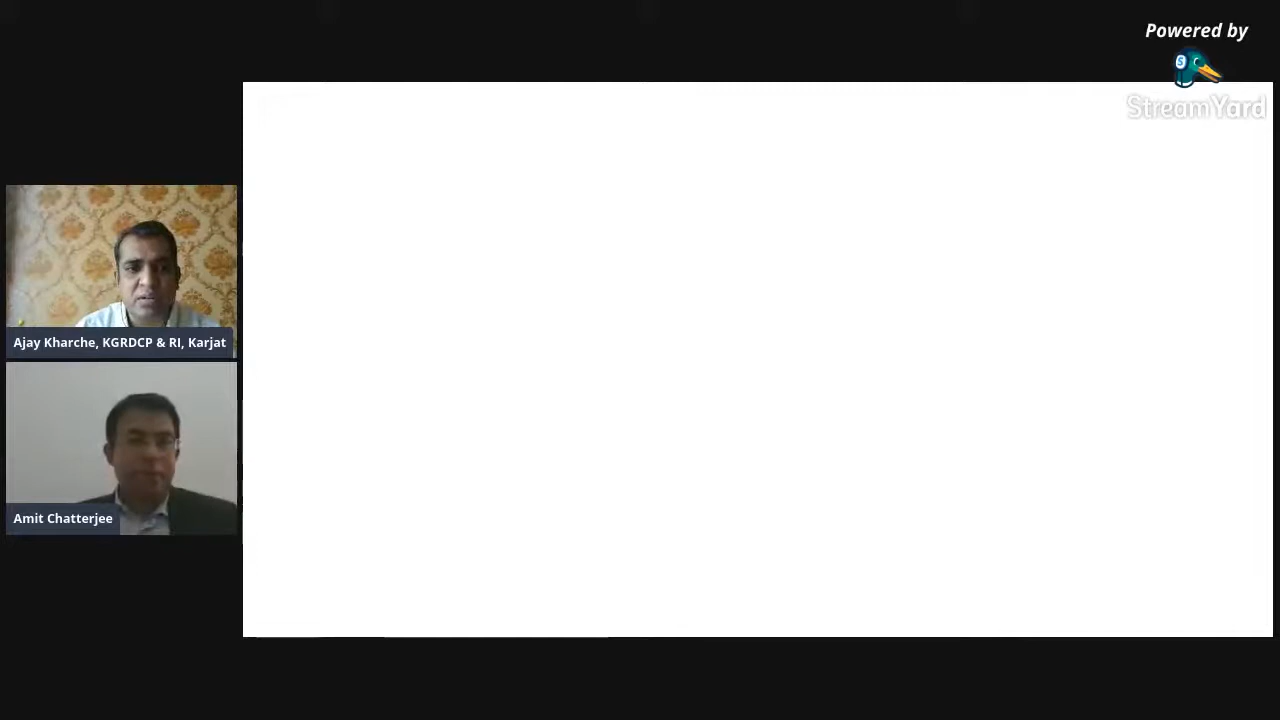 Powered by
StreamYard
Ajay Kharche, KGRDCP & RI, Karjat
Amit Chatterjee